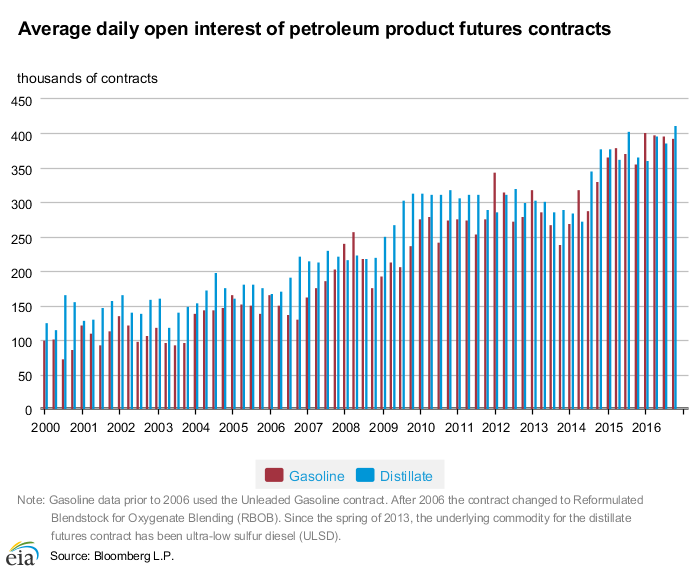 Average daily open interest of petroleum product futures contracts
thousands of contracts
450
400
350
300
250
200
150
100
50
0
2000 2001 2002 2003 2004 2005 2006 2007 2008 2009 2010 2011 2012 2013 2014 2015 2016
Gasoline Distillate
Note: Gasoline data prior to 2006 used the Unleaded Gasoline contract. After 2006 the contract changed to Reformulated
Blendstock for Oxygenate Blending (RBOB). Since the spring of 2013, the underlying commodity for the distillate
futures contract has been ultra-low sulfur diesel (ULSD).
eia Source: Bloomberg L.P.